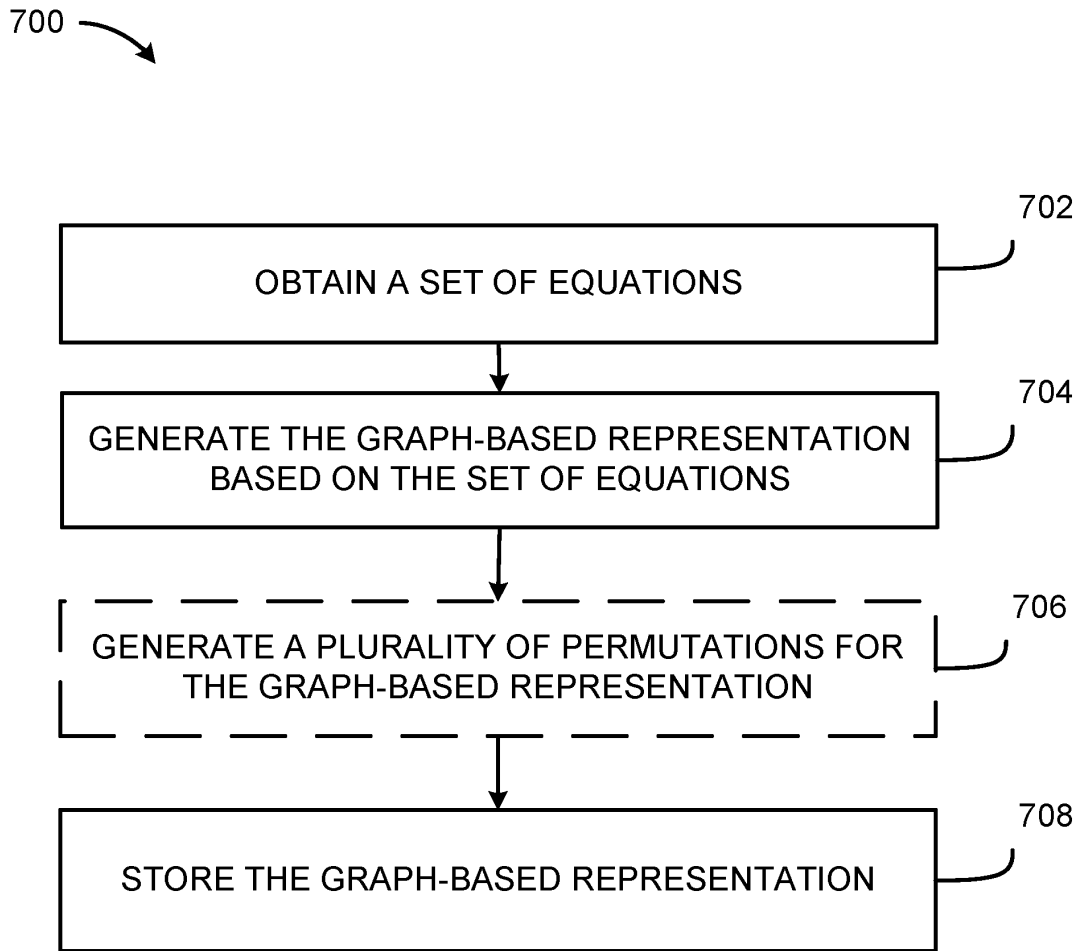 700
702
OBTAIN A SET OF EQUATIONS
704
GENERATE THE GRAPH-BASED REPRESENTATION
BASED ON THE SET OF EQUATIONS
706
GENERATE A PLURALITY OF PERMUTATIONS FOR
THE GRAPH-BASED REPRESENTATION
708
STORE THE GRAPH-BASED REPRESENTATION